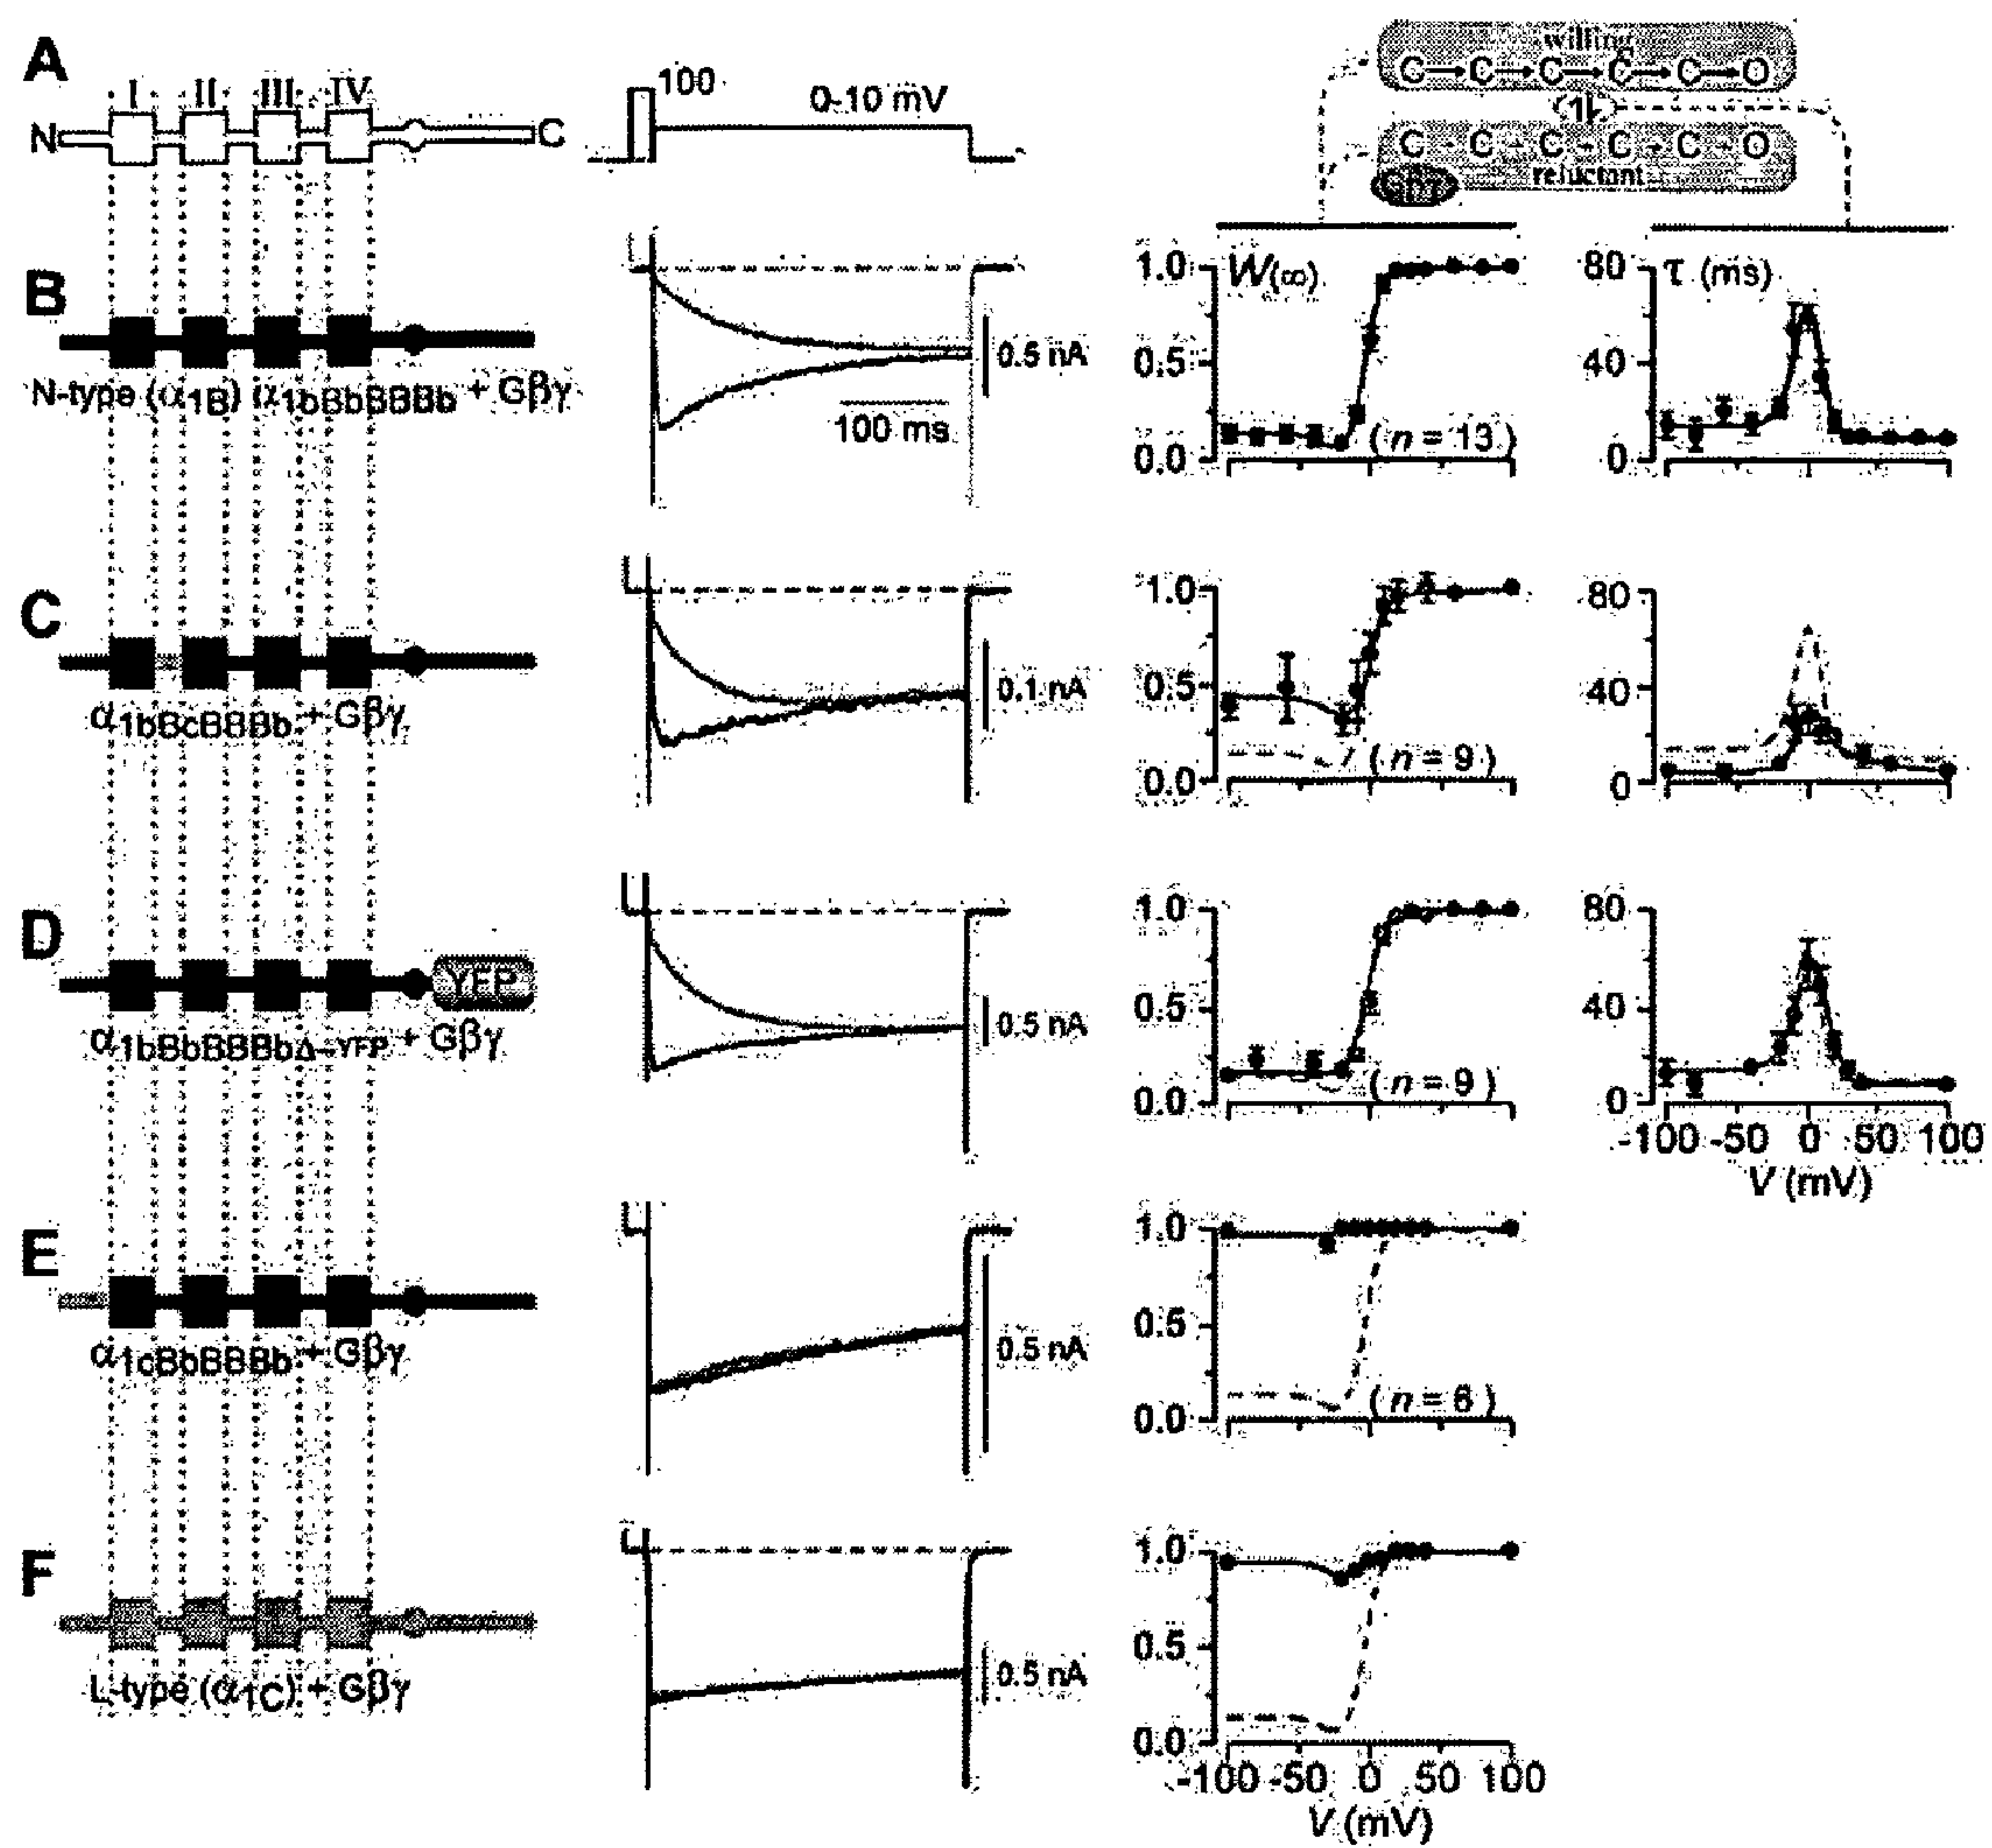 A
I II III IV
N C
100
0-10 mV
willing
C C C C C O
C C C C C O
reluctant
Gβγ
B
N-type (α1B) (α1bBbBBBb + Gβγ
0.5 nA
100 ms
1.0 W(∞)
0.5
0.0
(n = 13)
80 τ (ms)
40
0
C
α1bBcBBBb + Gβγ
0.1 nA
1.0
0.5
0.0
(n = 9)
80
40
0
D
YFP
α1bBbBBBbΔ-YFP + Gβγ
0.5 nA
1.0
0.5
0.0
(n = 9)
80
40
0
-100 -50 0 50 100
V (mV)
E
α1cBbBBBb + Gβγ
0.5 nA
1.0
0.5
0.0
(n = 6)
F
L-type (α1C) + Gβγ
0.5 nA
1.0
0.5
0.0
-100 -50 0 50 100
V (mV)